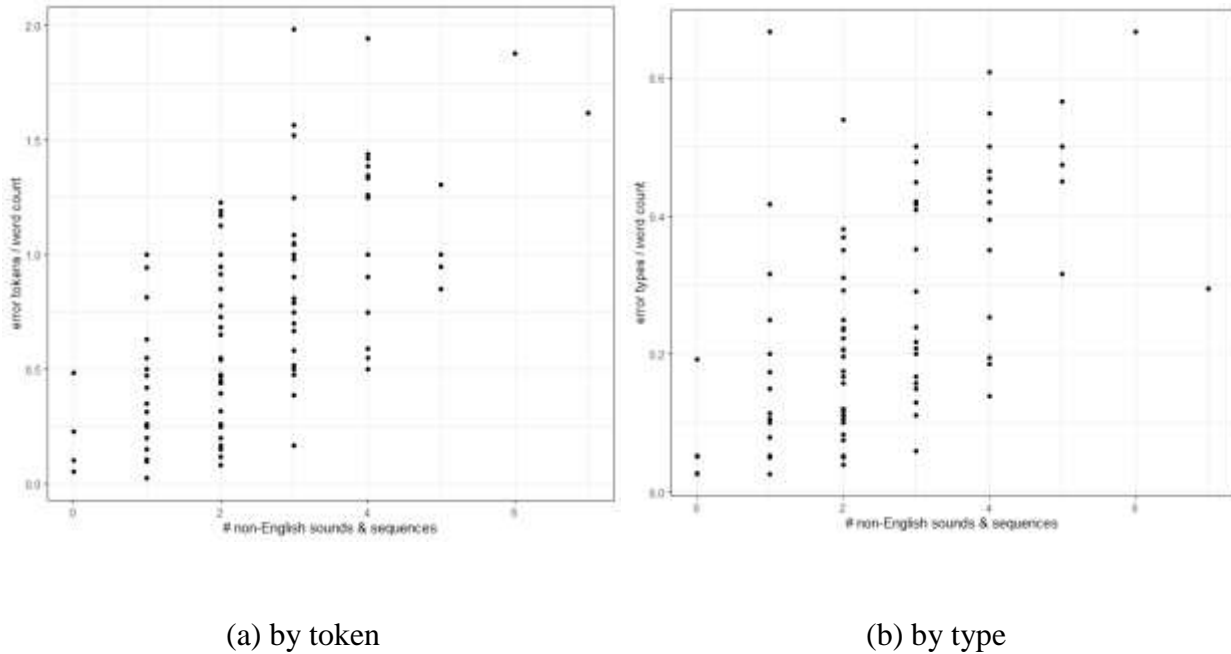 2.0
1.5
1.0
0.5
0.0
error tokens / word count
0 2 4 6
# non-English sounds & sequences
0.6
0.4
0.2
0.0
error types / word count
0 2 4 6
# non-English sounds & sequences
(a) by token
(b) by type